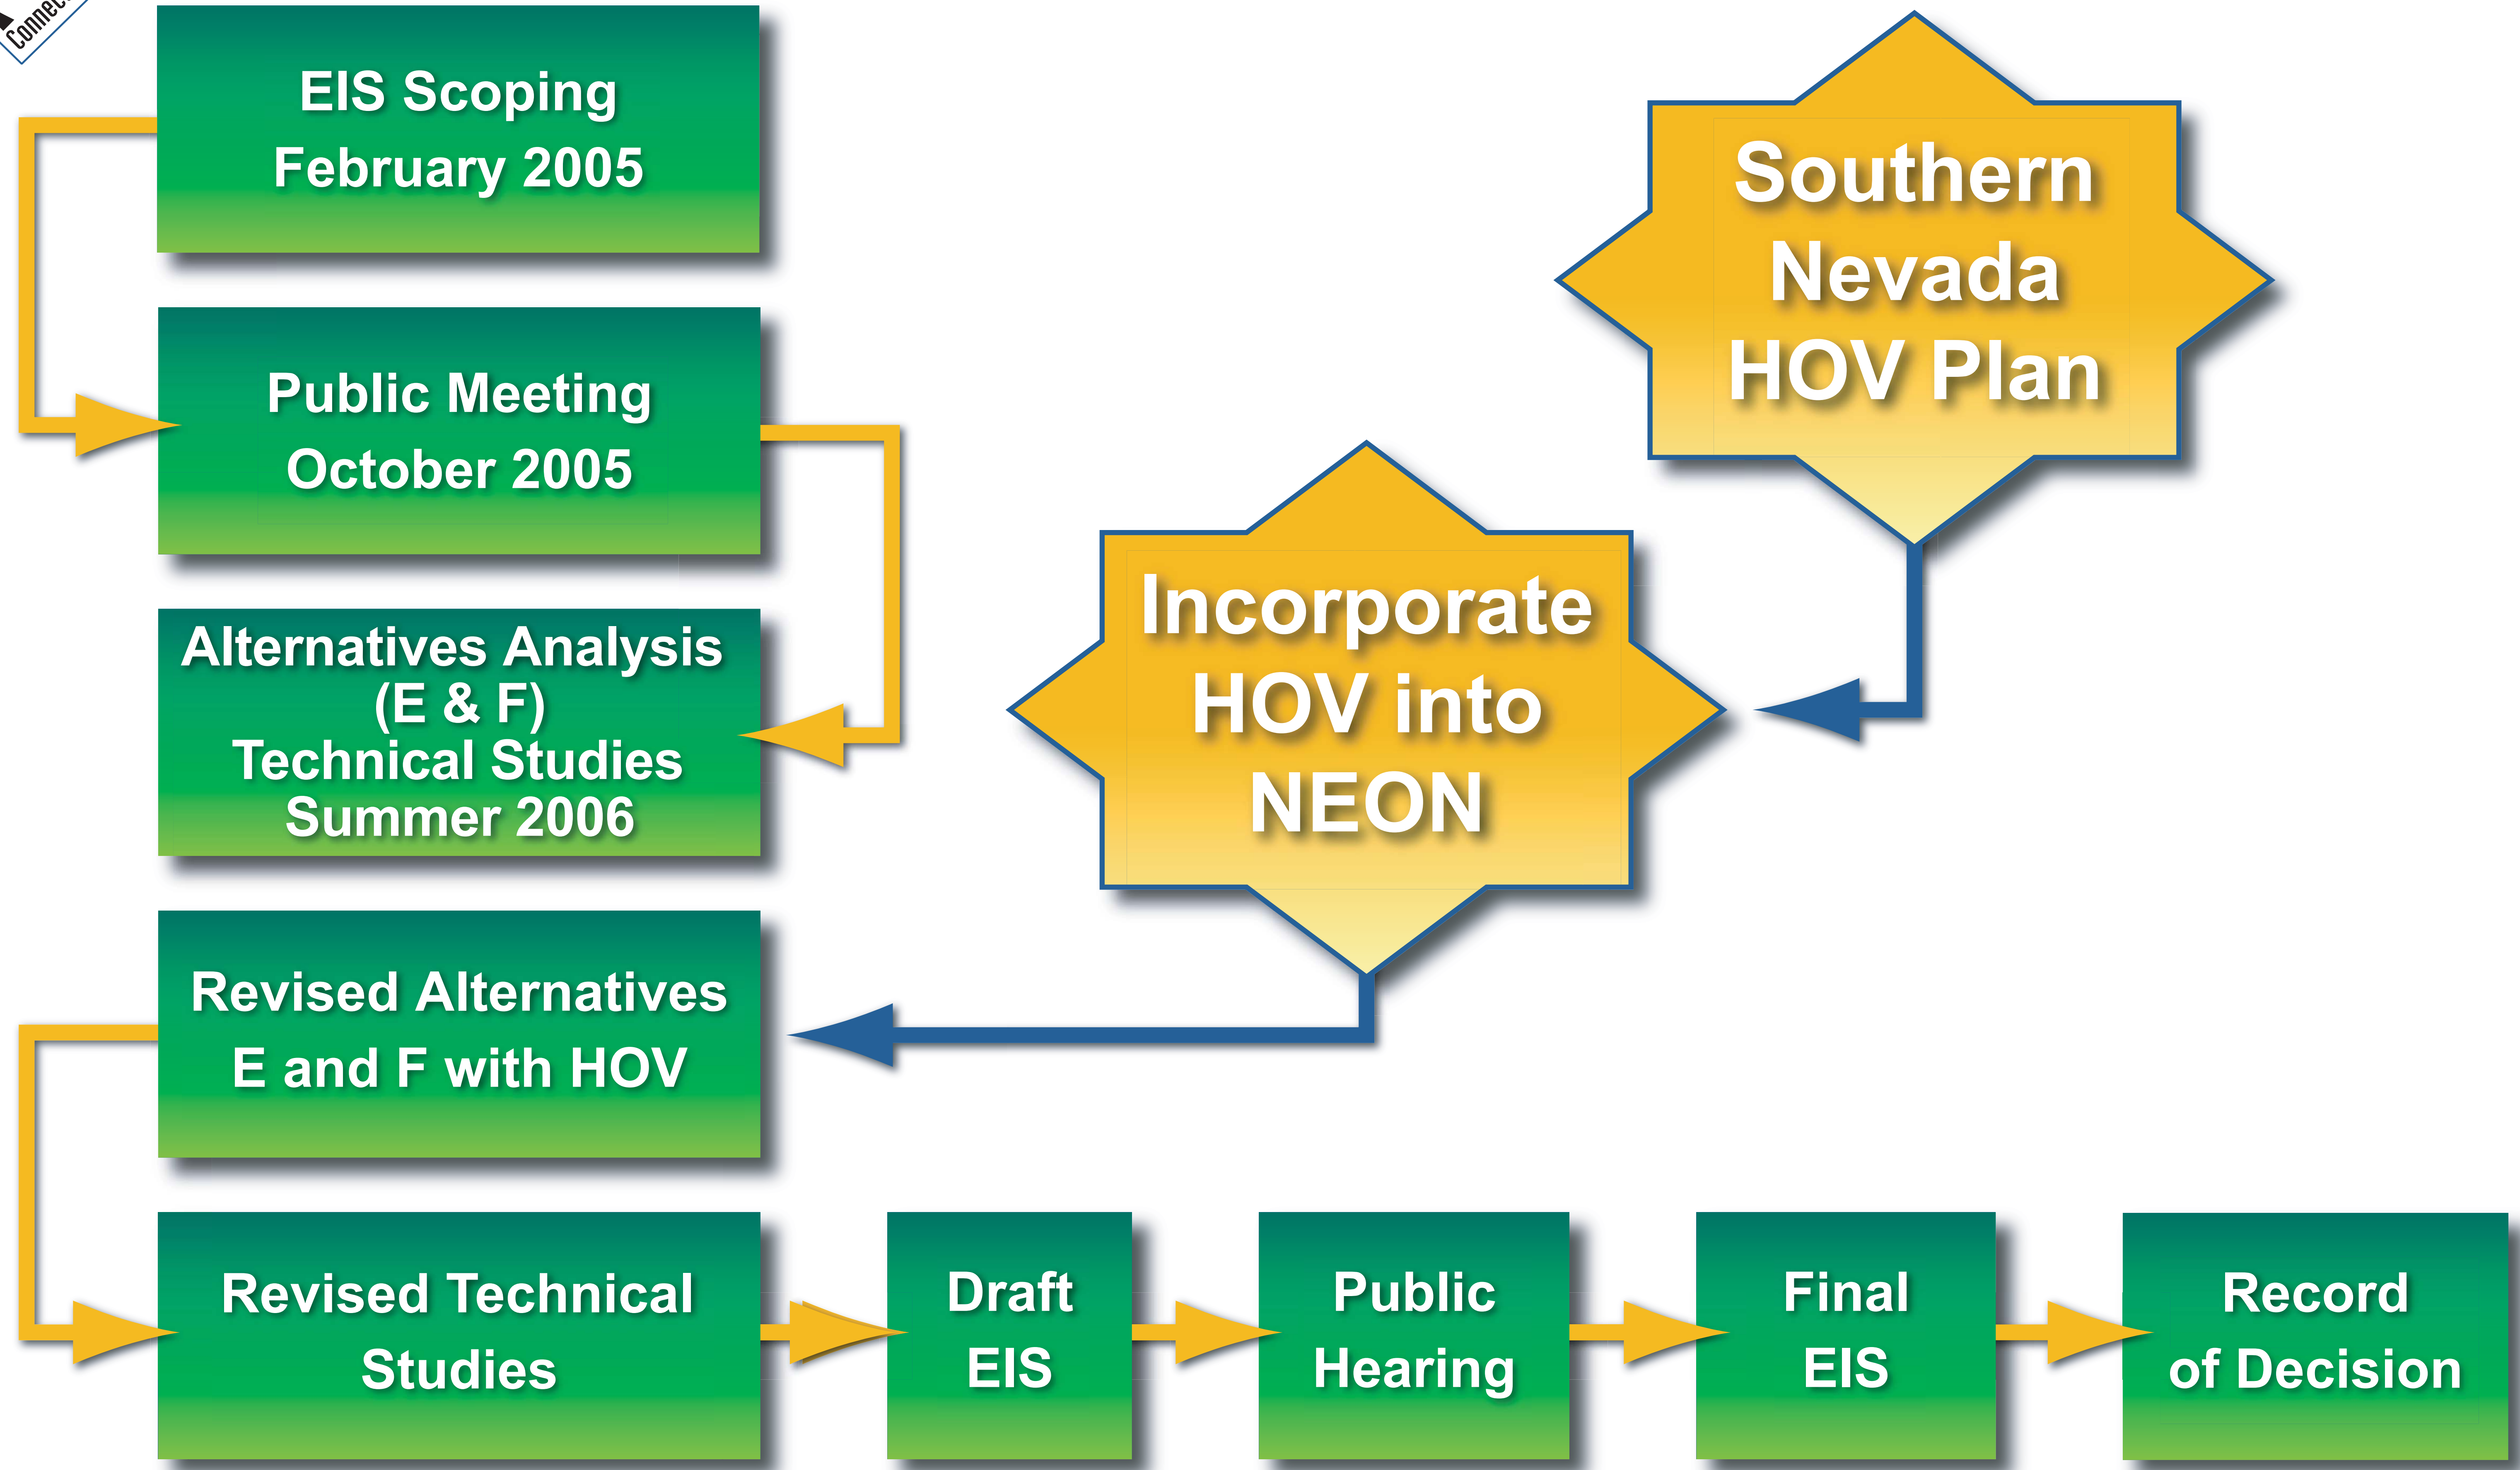 EIS Scoping
February 2005
Public Meeting
October 2005
Alternatives Analysis
(E & F)
Technical Studies
Summer 2006
Southern
Nevada
HOV Plan
Incorporate
HOV into
NEON
Revised Alternatives
E and F with HOV
Revised Technical
Studies
Draft
EIS
Public
Hearing
Final
EIS
Record
of Decision